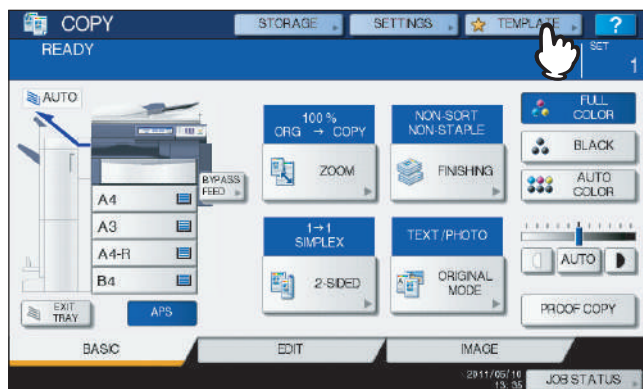 COPY
STORAGE
SETTINGS
TEMPLATE
?
READY
SET
1
AUTO
100 %
ORG → COPY
ZOOM
NON-SORT
NON-STAPLE
FINISHING
FULL
COLOR
BLACK
AUTO
COLOR
BYPASS
FEED
A4
A3
A4-R
B4
1→1
SIMPLEX
2-SIDED
TEXT/PHOTO
ORIGINAL
MODE
AUTO
EXIT
TRAY
APS
PROOF COPY
BASIC
EDIT
IMAGE
2011/05/10
13:35
JOB STATUS